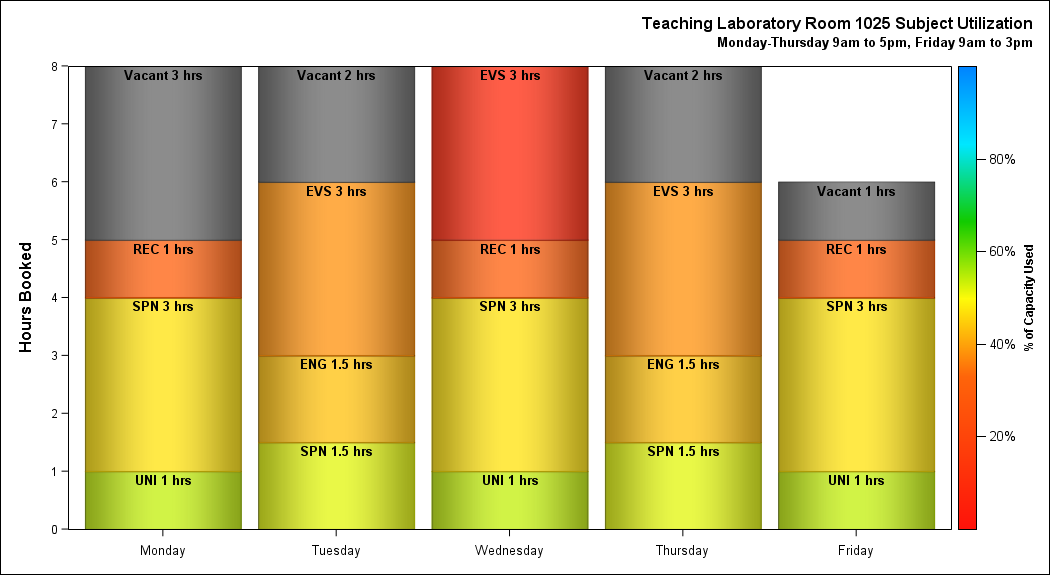 Teaching Laboratory Room 1025 Subject Utilization
Monday-Thursday 9am to 5pm, Friday 9am to 3pm
Hours Booked
8
7
6
5
4
3
2
1
0
Vacant 3 hrs
REC 1 hrs
SPN 3 hrs
UNI 1 hrs
Vacant 2 hrs
EVS 3 hrs
ENG 1.5 hrs
SPN 1.5 hrs
EVS 3 hrs
REC 1 hrs
SPN 3 hrs
UNI 1 hrs
Vacant 2 hrs
EVS 3 hrs
ENG 1.5 hrs
SPN 1.5 hrs
Vacant 1 hrs
REC 1 hrs
SPN 3 hrs
UNI 1 hrs
Monday
Tuesday
Wednesday
Thursday
Friday
80%
60%
40%
20%
% of Capacity Used